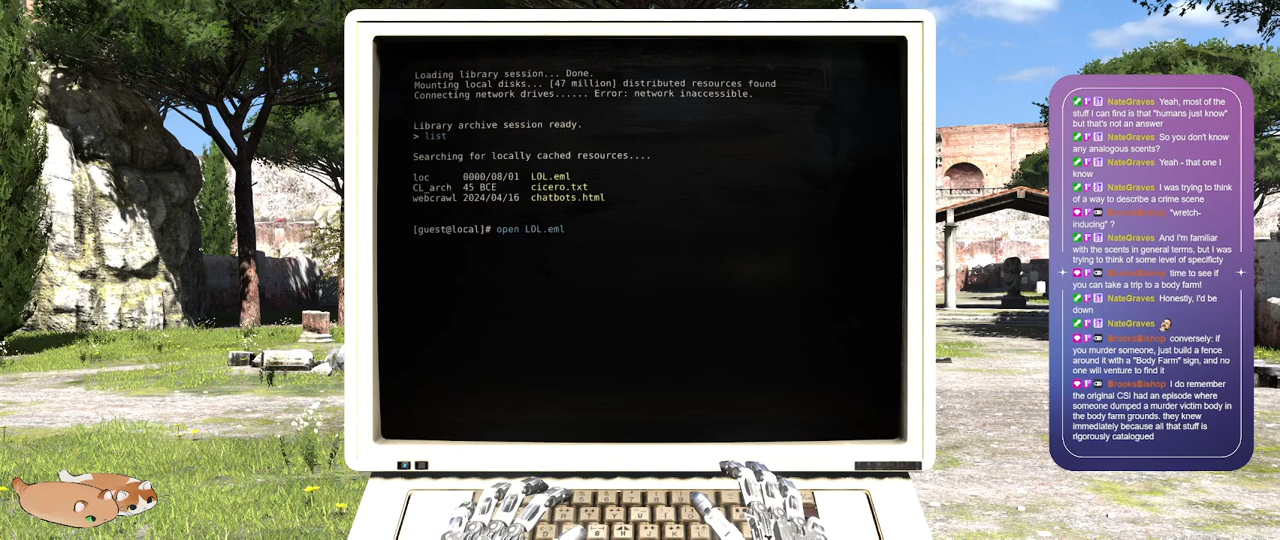 Loading library session... Done.
Mounting local disks... [47 million] distributed resources found
Connecting network drives...... Error: network inaccessible.
Library archive session ready.
> list
Searching for locally cached resources....
loc 0000/08/01 LOL.eml
CL_arch 45 BCE cicero.txt
webcrawl 2024/04/16 chatbots.html
[guest@local]# open LOL.eml
NateGraves Yeah, most of the
stuff I can find is that "humans just know"
but that's not an answer
NateGraves So you don't know
any analogous scents?
NateGraves Yeah - that one I
know
NateGraves I was trying to think
of a way to describe a crime scene
BrooksBishop "wretch-
inducing" ?
NateGraves And I'm familiar
with the scents in general terms, but I was
trying to think of some level of specificty
BrooksBishop time to see if
you can take a trip to a body farm!
NateGraves Honestly, I'd be
down
NateGraves
BrooksBishop conversely: if
you murder someone, just build a fence
around it with a "Body Farm" sign, and no
one will venture to find it
BrooksBishop I do remember
the original CSI had an episode where
someone dumped a murder victim body in
the body farm grounds. they knew
immediately because all that stuff is
rigorously catalogued